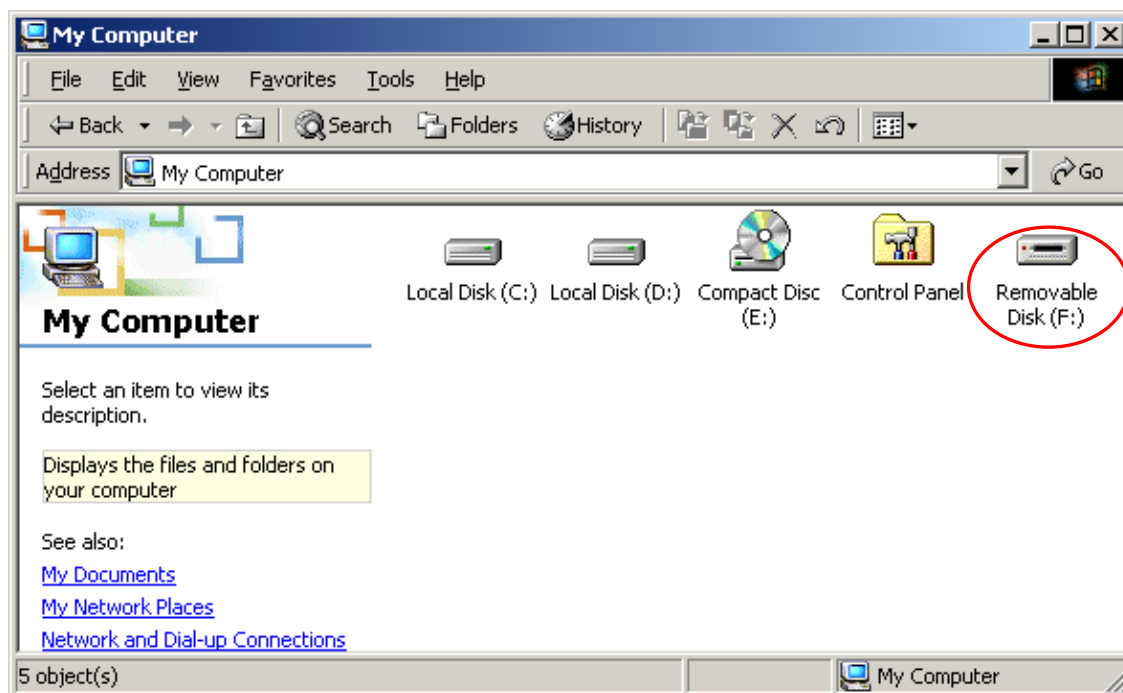 My Computer
File Edit View Favorites Tools Help
Back Search Folders History
Address My Computer Go
Local Disk (C:) Local Disk (D:) Compact Disc (E:) Control Panel Removable Disk (F:)
My Computer
Select an item to view its
description.
Displays the files and folders on
your computer
See also:
My Documents
My Network Places
Network and Dial-up Connections
5 object(s) My Computer